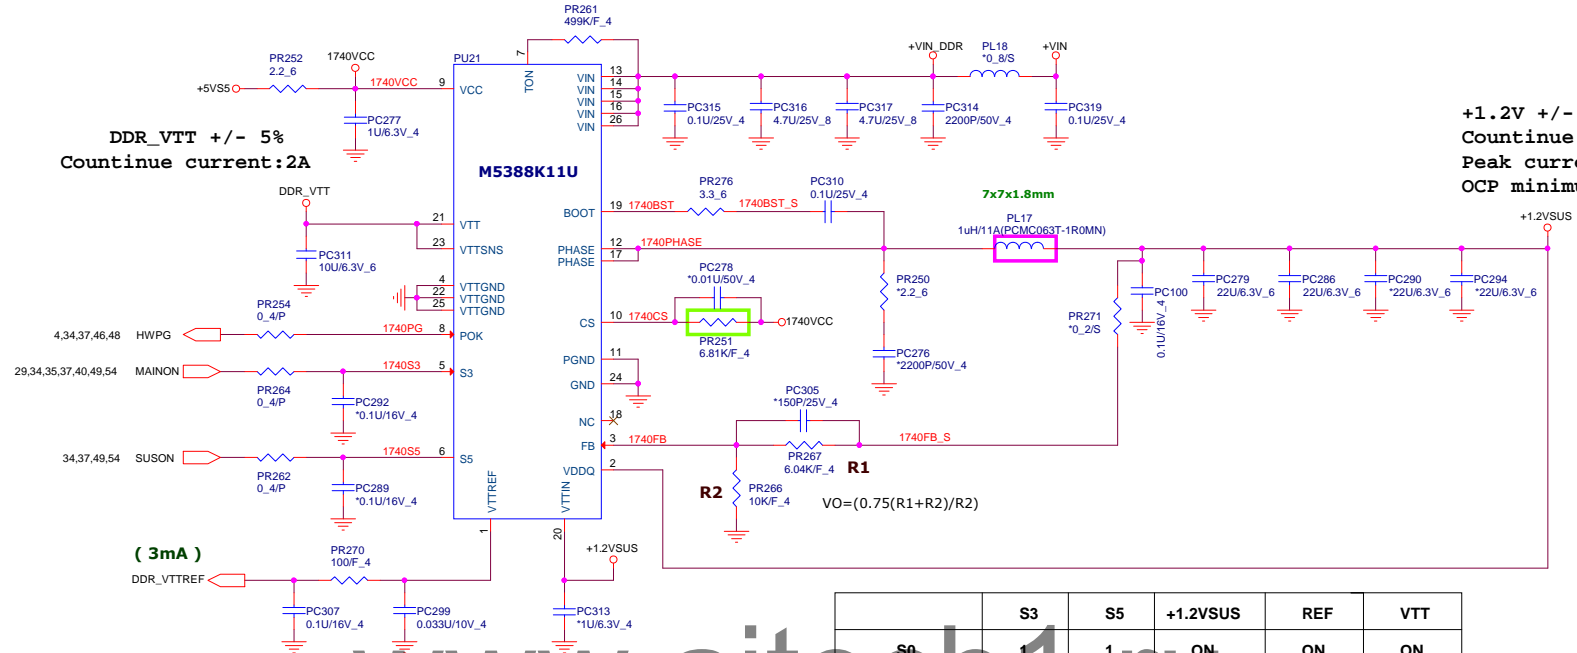 PR261
499K/F_4
PR252
2.2_6
1740VCC
PU21
7
TON
+VIN_DDR
PL18
*0_8/S
+VIN
+5VS5
1740VCC
9
VCC
VIN
13
VIN
14
VIN
15
VIN
16
VIN
26
PC277
1U/6.3V_4
PC315
0.1U/25V_4
PC316
4.7U/25V_8
PC317
4.7U/25V_8
PC314
2200P/50V_4
PC319
0.1U/25V_4
DDR_VTT +/- 5%
Countinue current:2A
+1.2V +/-
Countinue
Peak curr
OCP minim
M5388K11U
DDR_VTT
PR276
3.3_6
PC310
0.1U/25V_4
7x7x1.8mm
PL17
1uH/11A(PCMC063T-1R0MN)
+1.2VSUS
21
VTT
BOOT
19
1740BST
1740BST_S
23
VTTSNS
PHASE
12
1740PHASE
PHASE
17
PC311
10U/6.3V_6
PC278
*0.01U/50V_4
PR250
*2.2_6
PC100
0.1U/16V_4
PC279
22U/6.3V_6
PC286
22U/6.3V_6
PC290
*22U/6.3V_6
PC294
*22U/6.3V_6
4
VTTGND
22
VTTGND
25
VTTGND
PR254
0_4/P
PR271
*0_2/S
CS
10
1740CS
1740VCC
4,34,37,46,48
HWPG
1740PG
8
POK
PR251
6.81K/F_4
PGND
11
PC276
*2200P/50V_4
29,34,35,37,40,49,54
MAINON
1740S3
5
S3
GND
24
PR264
0_4/P
PC292
*0.1U/16V_4
PC305
*150P/25V_4
NC
18
FB
3
1740FB
1740FB_S
34,37,49,54
SUSON
1740S5
6
S5
VDDQ
2
PR267
6.04K/F_4
R1
PR262
0_4/P
PC289
*0.1U/16V_4
R2
PR266
10K/F_4
VO=(0.75(R1+R2)/R2)
VTTREF
VTTIN
1
20
( 3mA )
PR270
100/F_4
+1.2VSUS
DDR_VTTREF
PC307
0.1U/16V_4
PC299
0.033U/10V_4
PC313
*1U/6.3V_4
S3 S5 +1.2VSUS REF VTT
S0 1 1 ON ON ON